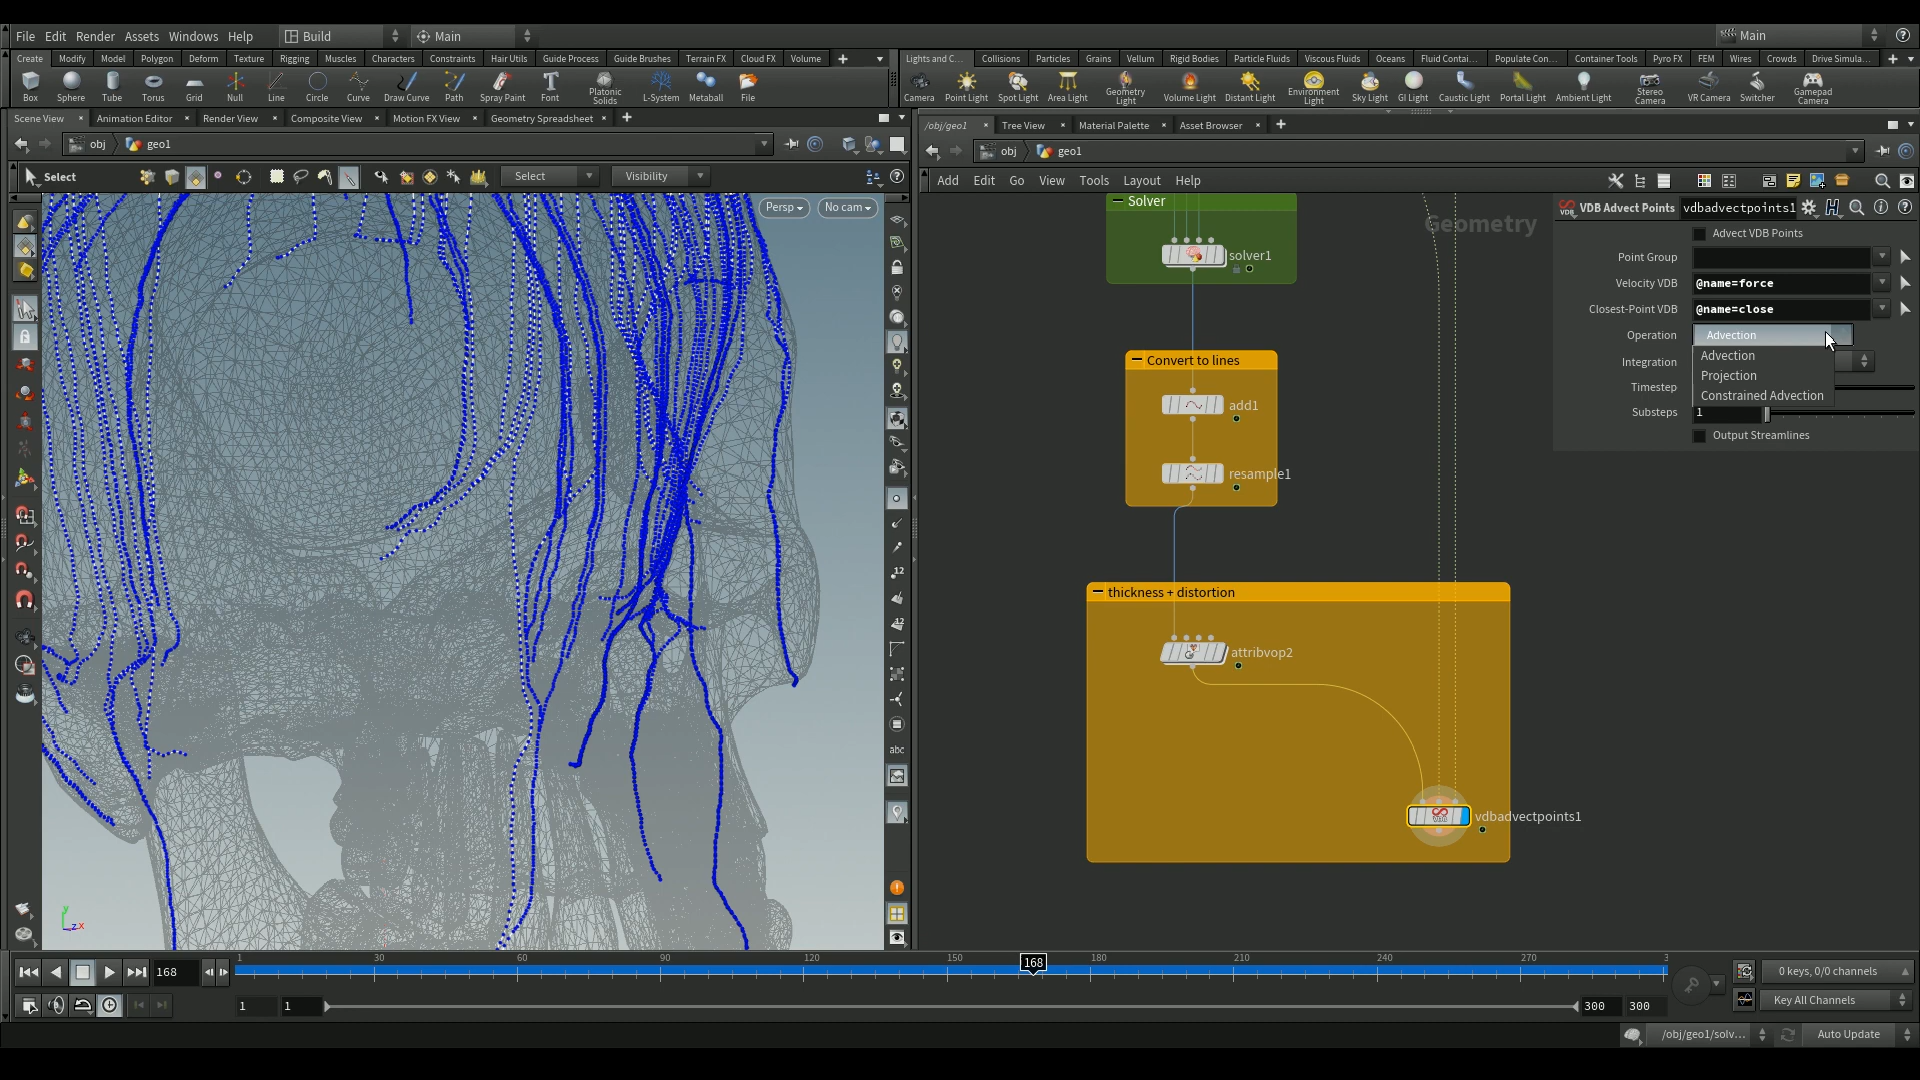 File Edit Render Assets Windows Help Build Main Main
Create Modify Model Polygon Deform Texture Rigging Muscles Characters Constraints Hair Utils Guide Process Guide Brushes Terrain FX Cloud FX Volume
Lights and C... Collisions Particles Grains Vellum Rigid Bodies Particle Fluids Viscous Fluids Oceans Fluid Contai... Populate Con... Container Tools Pyro FX FEM Wires Crowds Drive Simula...
Box Sphere Tube Torus Grid Null Line Circle Curve Draw Curve Path Spray Paint Font Platonic Solids L-System Metaball File
Camera Point Light Spot Light Area Light Geometry Light Volume Light Distant Light Environment Light Sky Light GI Light Caustic Light Portal Light Ambient Light Stereo Camera VR Camera Switcher Gamepad Camera
Scene View Animation Editor Render View Composite View Motion FX View Geometry Spreadsheet
/obj/geo1 Tree View Material Palette Asset Browser
obj geo1
obj geo1
Select Select Visibility
Add Edit Go View Tools Layout Help
Persp No cam
Geometry
VDB Advect Points vdbadvectpoints1
Advect VDB Points
Point Group
Velocity VDB @name=force
Closest-Point VDB @name=close
Operation Advection
Advection
Integration
Projection
Timestep
Constrained Advection
Substeps 1
Output Streamlines
Solver
solver1
Convert to lines
add1
resample1
thickness + distortion
attribvop2
vdbadvectpoints1
12
12
abc
y
z x
168 1 30 60 90 120 150 168 180 210 240 270 3
0 keys, 0/0 channels
1 1 300 300 Key All Channels
/obj/geo1/solv... Auto Update